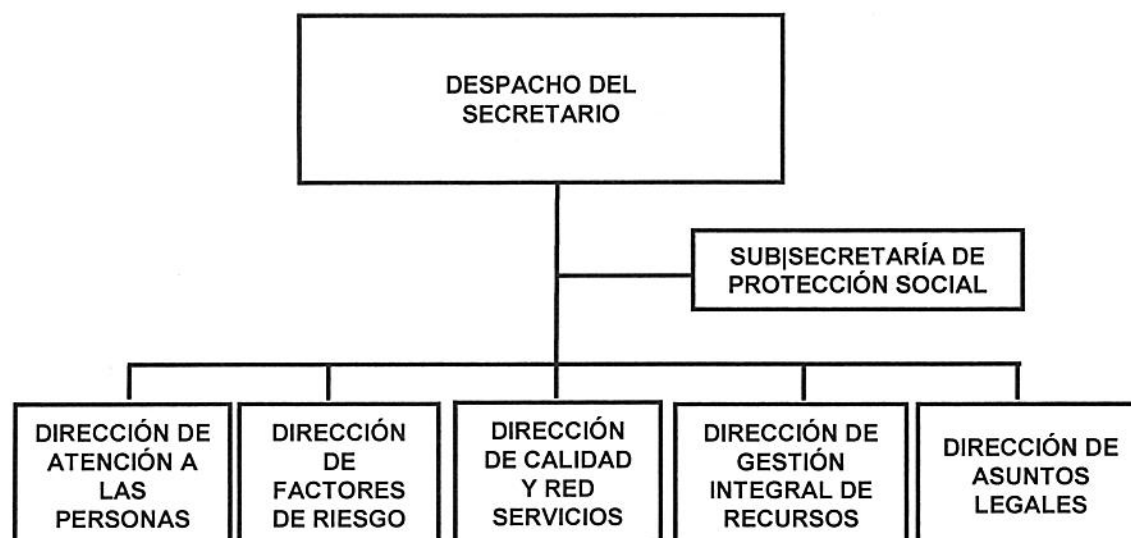 DESPACHO DEL
SECRETARIO
SUB|SECRETARÍA DE
PROTECCIÓN SOCIAL
DIRECCIÓN DE
ATENCIÓN A
LAS
PERSONAS
DIRECCIÓN
DE
FACTORES
DE RIESGO
DIRECCIÓN
DE CALIDAD
Y RED
SERVICIOS
DIRECCIÓN DE
GESTIÓN
INTEGRAL DE
RECURSOS
DIRECCIÓN DE
ASUNTOS
LEGALES